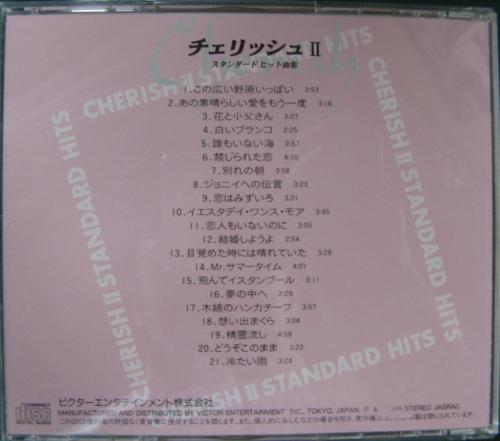 Cherish
チェリッシュ II
スタンダード ヒット曲集
CHERISH II STANDARD HITS
1.この広い野原いっぱい 3:53
2.あの素晴らしい愛をもう一度 3:16
3.花と小父さん 3:07
4.白いブランコ 2:25
5.誰もいない海 2:57
6.禁じられた恋 4:10
7.別れの朝 3:58
8.ジョニイへの伝言 3:23
9.恋はみずいろ 3:21
10.イエスタデイ・ワンス・モア 3:45
11.恋人もいないのに 3:05
12.結婚しようよ 2:54
13.目覚めた時には晴れていた 3:28
14.Mr.サマータイム 4:01
15.飛んでイスタンブール 3:11
16.夢の中へ 2:29
17.木綿のハンカチーフ 3:57
18.想い出まくら 3:04
19.精霊流し 4:59
20.どうぞこのまま 3:23
21.冷たい雨 3:24
CHERISH II STANDARD HITS
CHERISH II STANDARD HITS
COMPACT
disc
DIGITAL AUDIO
ビクターエンタテインメント株式会社
MANUFACTURED AND DISTRIBUTED BY VICTOR ENTERTAINMENT INC., TOKYO, JAPAN. STEREO JASRAC